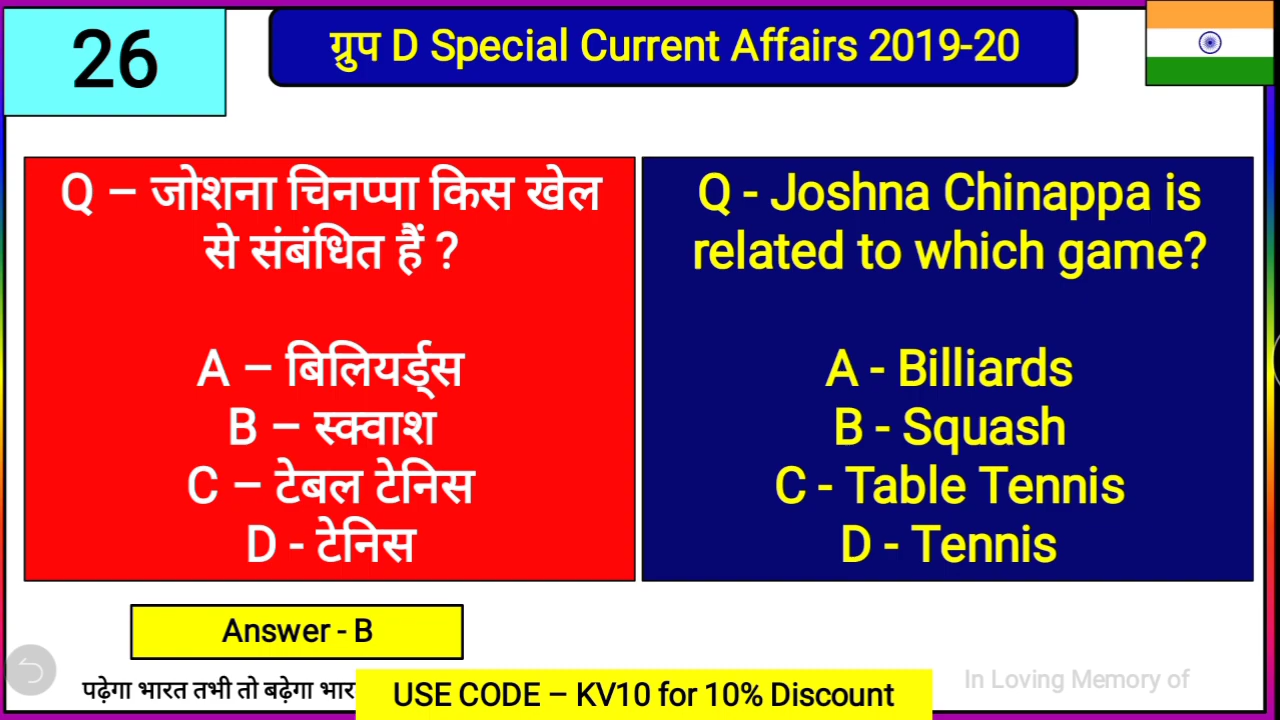 26
ग्रुप D Special Current Affairs 2019-20
Q – जोशना चिनप्पा किस खेल
से संबंधित हैं ?
A – बिलियर्ड्स
B – स्क्वाश
C – टेबल टेनिस
D - टेनिस
Q - Joshna Chinappa is
related to which game?
A - Billiards
B - Squash
C - Table Tennis
D - Tennis
Answer - B
पढ़ेगा भारत तभी तो बढ़ेगा भार
USE CODE – KV10 for 10% Discount
In Loving Memory of